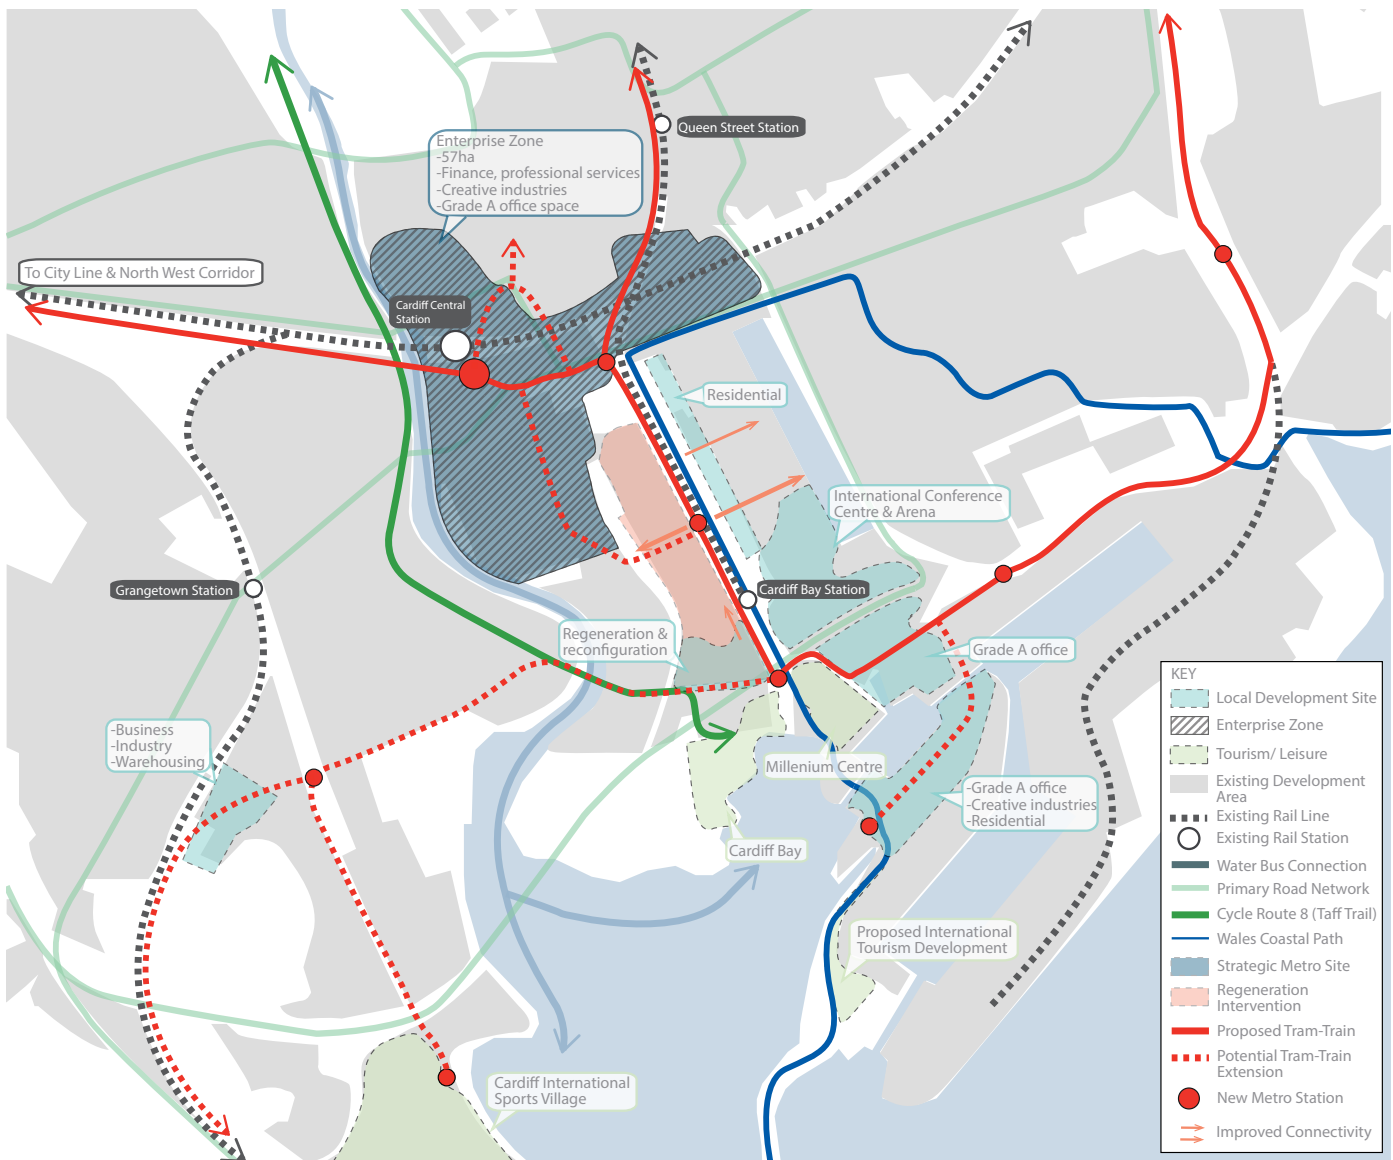 Queen Street Station
Enterprise Zone
-57ha
-Finance, professional services
-Creative industries
-Grade A office space
To City Line & North West Corridor
Cardiff Central
Station
Residential
International Conference
Centre & Arena
Grangetown Station
Cardiff Bay Station
Regeneration &
reconfiguration
Grade A office
-Business
-Industry
-Warehousing
Millenium Centre
-Grade A office
-Creative industries
-Residential
Cardiff Bay
Proposed International
Tourism Development
Cardiff International
Sports Village
KEY
Local Development Site
Enterprise Zone
Tourism/ Leisure
Existing Development
Area
Existing Rail Line
Existing Rail Station
Water Bus Connection
Primary Road Network
Cycle Route 8 (Taff Trail)
Wales Coastal Path
Strategic Metro Site
Regeneration
Intervention
Proposed Tram-Train
Potential Tram-Train
Extension
New Metro Station
Improved Connectivity